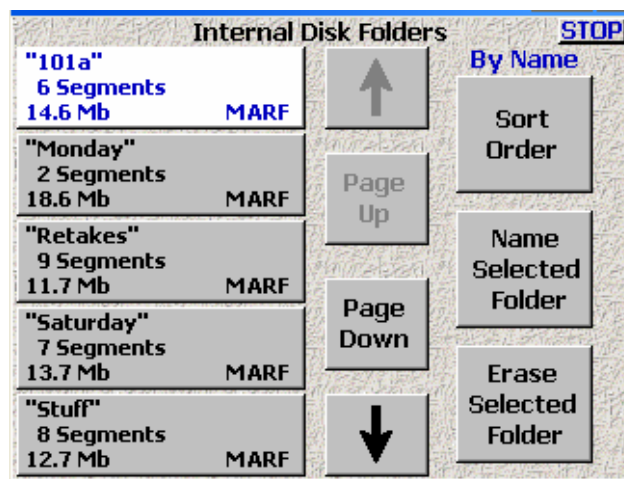 Internal Disk Folders
STOP
"101a"
6 Segments
14.6 Mb MARF
"Monday"
2 Segments
18.6 Mb MARF
"Retakes"
9 Segments
11.7 Mb MARF
"Saturday"
7 Segments
13.7 Mb MARF
"Stuff"
8 Segments
12.7 Mb MARF
Page
Up
Page
Down
By Name
Sort
Order
Name
Selected
Folder
Erase
Selected
Folder